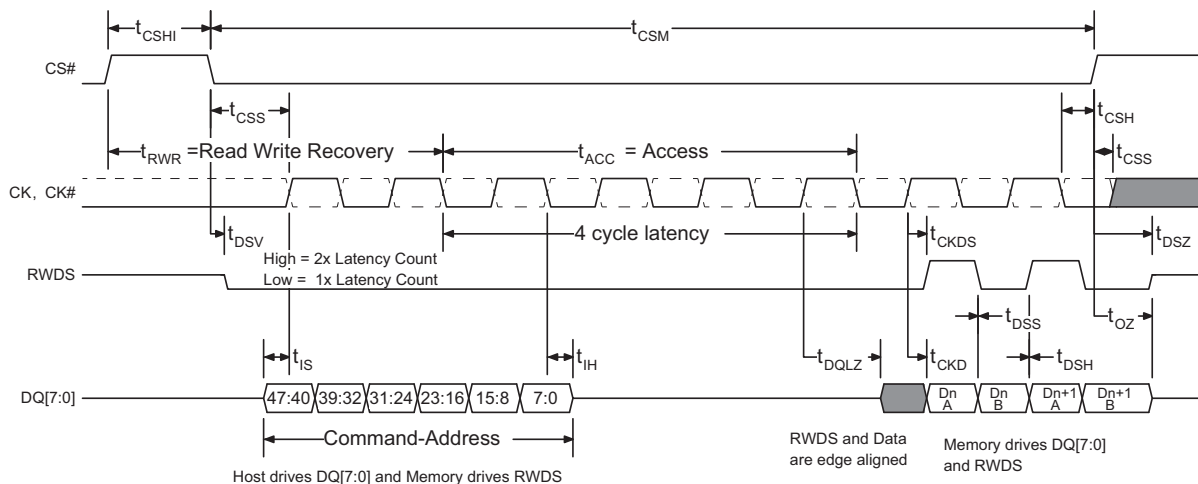 tCSHI
tCSM
CS#
tCSS
tCSH
tRWR =Read Write Recovery
tACC = Access
tCSS
CK, CK#
tDSV
4 cycle latency
tCKDS
tDSZ
High = 2x Latency Count
Low = 1x Latency Count
RWDS
tDSS
tOZ
tIS
tIH
tDQLZ
tCKD
tDSH
DQ[7:0]
47:40 39:32 31:24 23:16 15:8 7:0
Dn A
Dn B
Dn+1 A
Dn+1 B
Command-Address
RWDS and Data
are edge aligned
Memory drives DQ[7:0]
and RWDS
Host drives DQ[7:0] and Memory drives RWDS